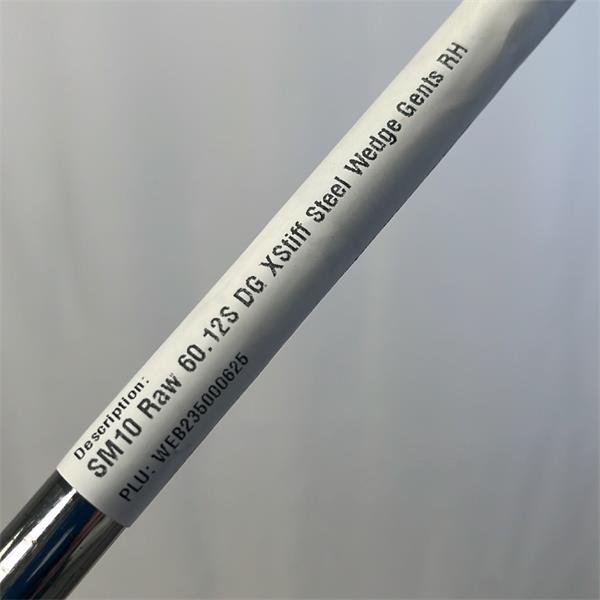 Description:
SM10 Raw 60.12S DG XStiff Steel Wedge Gents RH
PLU: WEB235000625